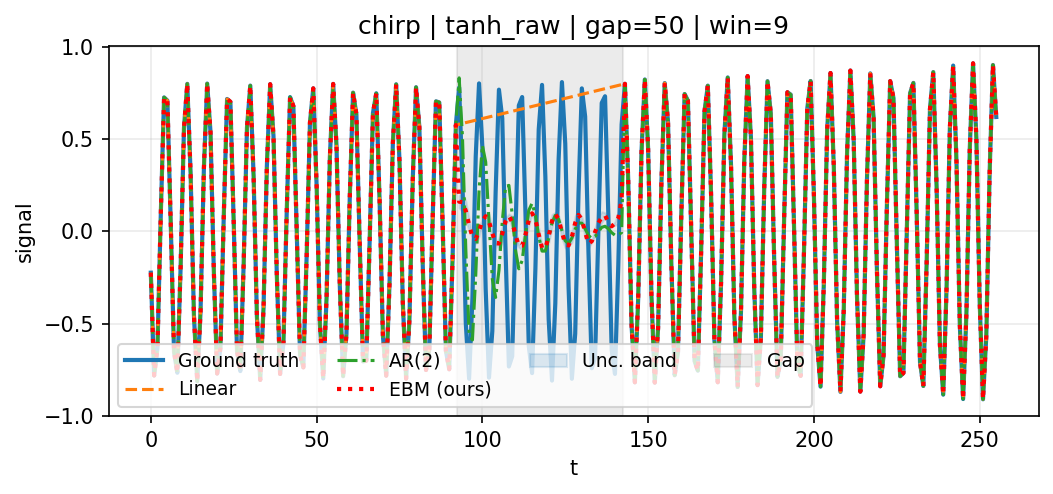 chirp | tanh_raw | gap=50 | win=9
1.0
0.5
0.0
−0.5
−1.0
signal
Ground truth
Linear
AR(2)
EBM (ours)
Unc. band
Gap
0 50 100 150 200 250
t